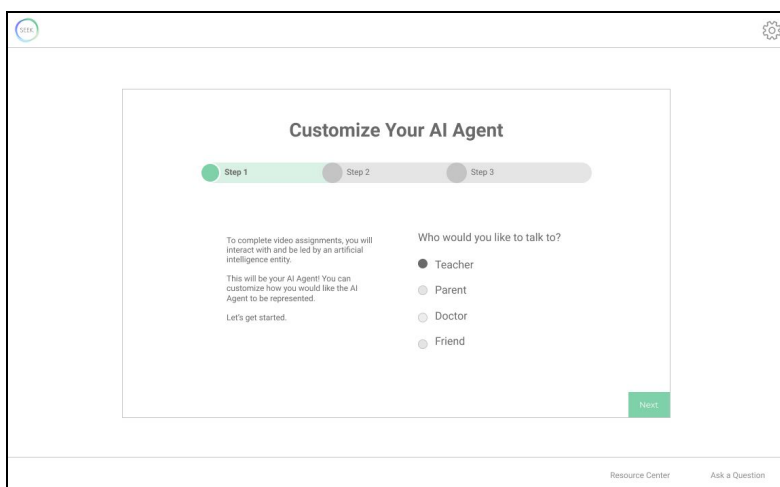 SEEK
Customize Your AI Agent
Step 1
Step 2
Step 3
To complete video assignments, you will
interact with and be led by an artificial
intelligence entity.
This will be your AI Agent! You can
customize how you would like the AI
Agent to be represented.
Let's get started.
Who would you like to talk to?
Teacher
Parent
Doctor
Friend
Next
Resource Center
Ask a Question